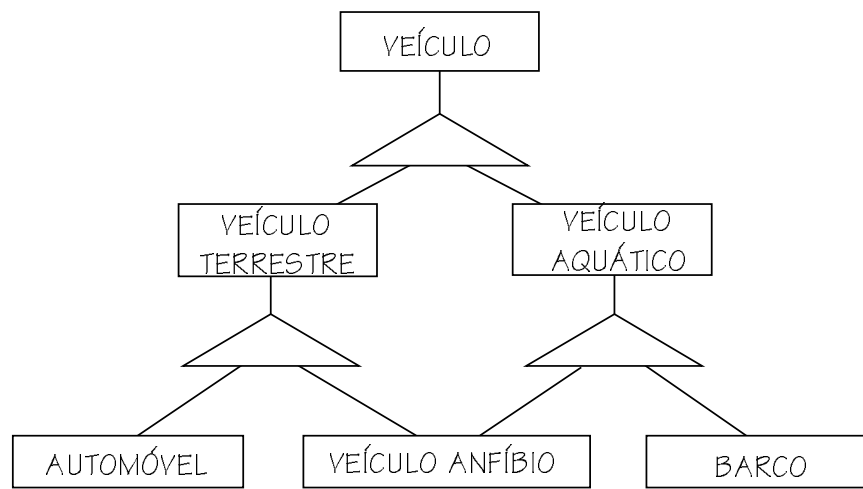 VEÍCULO
VEÍCULO
TERRESTRE
VEÍCULO
AQUÁTICO
AUTOMÓVEL
VEÍCULO ANFÍBIO
BARCO